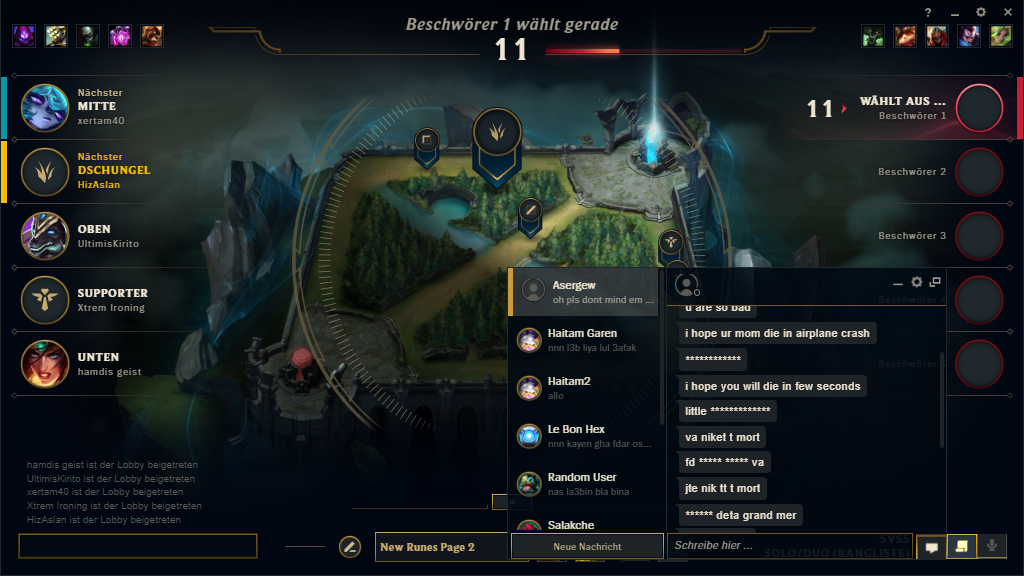 Beschwörer 1 wählt gerade
11
?
Nächster
MITTE
xertam40
Nächster
DSCHUNGEL
HizAslan
OBEN
UltimisKirito
SUPPORTER
Xtrem Ironing
UNTEN
hamdis geist
11
WÄHLT AUS ...
Beschwörer 1
Beschwörer 2
Beschwörer 3
Beschwörer 4
Asergew
oh pls dont mind em ...
Haitam Garen
nnn l3b liya lul 3afak
Haitam2
allo
Le Bon Hex
nnn kayen gha fdar os...
Random User
nas la3bin bla bina
Salakche
u are so bad
i hope ur mom die in airplane crash
************
i hope you will die in few seconds
little *************
va niket t mort
fd ***** ***** va
jte nik tt t mort
****** deta grand mer
hamdis geist ist der Lobby beigetreten
UltimisKirito ist der Lobby beigetreten
xertam40 ist der Lobby beigetreten
Xtrem Ironing ist der Lobby beigetreten
HizAslan ist der Lobby beigetreten
New Runes Page 2
Neue Nachricht
Schreibe hier ...
5V5S
SOLO/DUO (RANGLISTE)